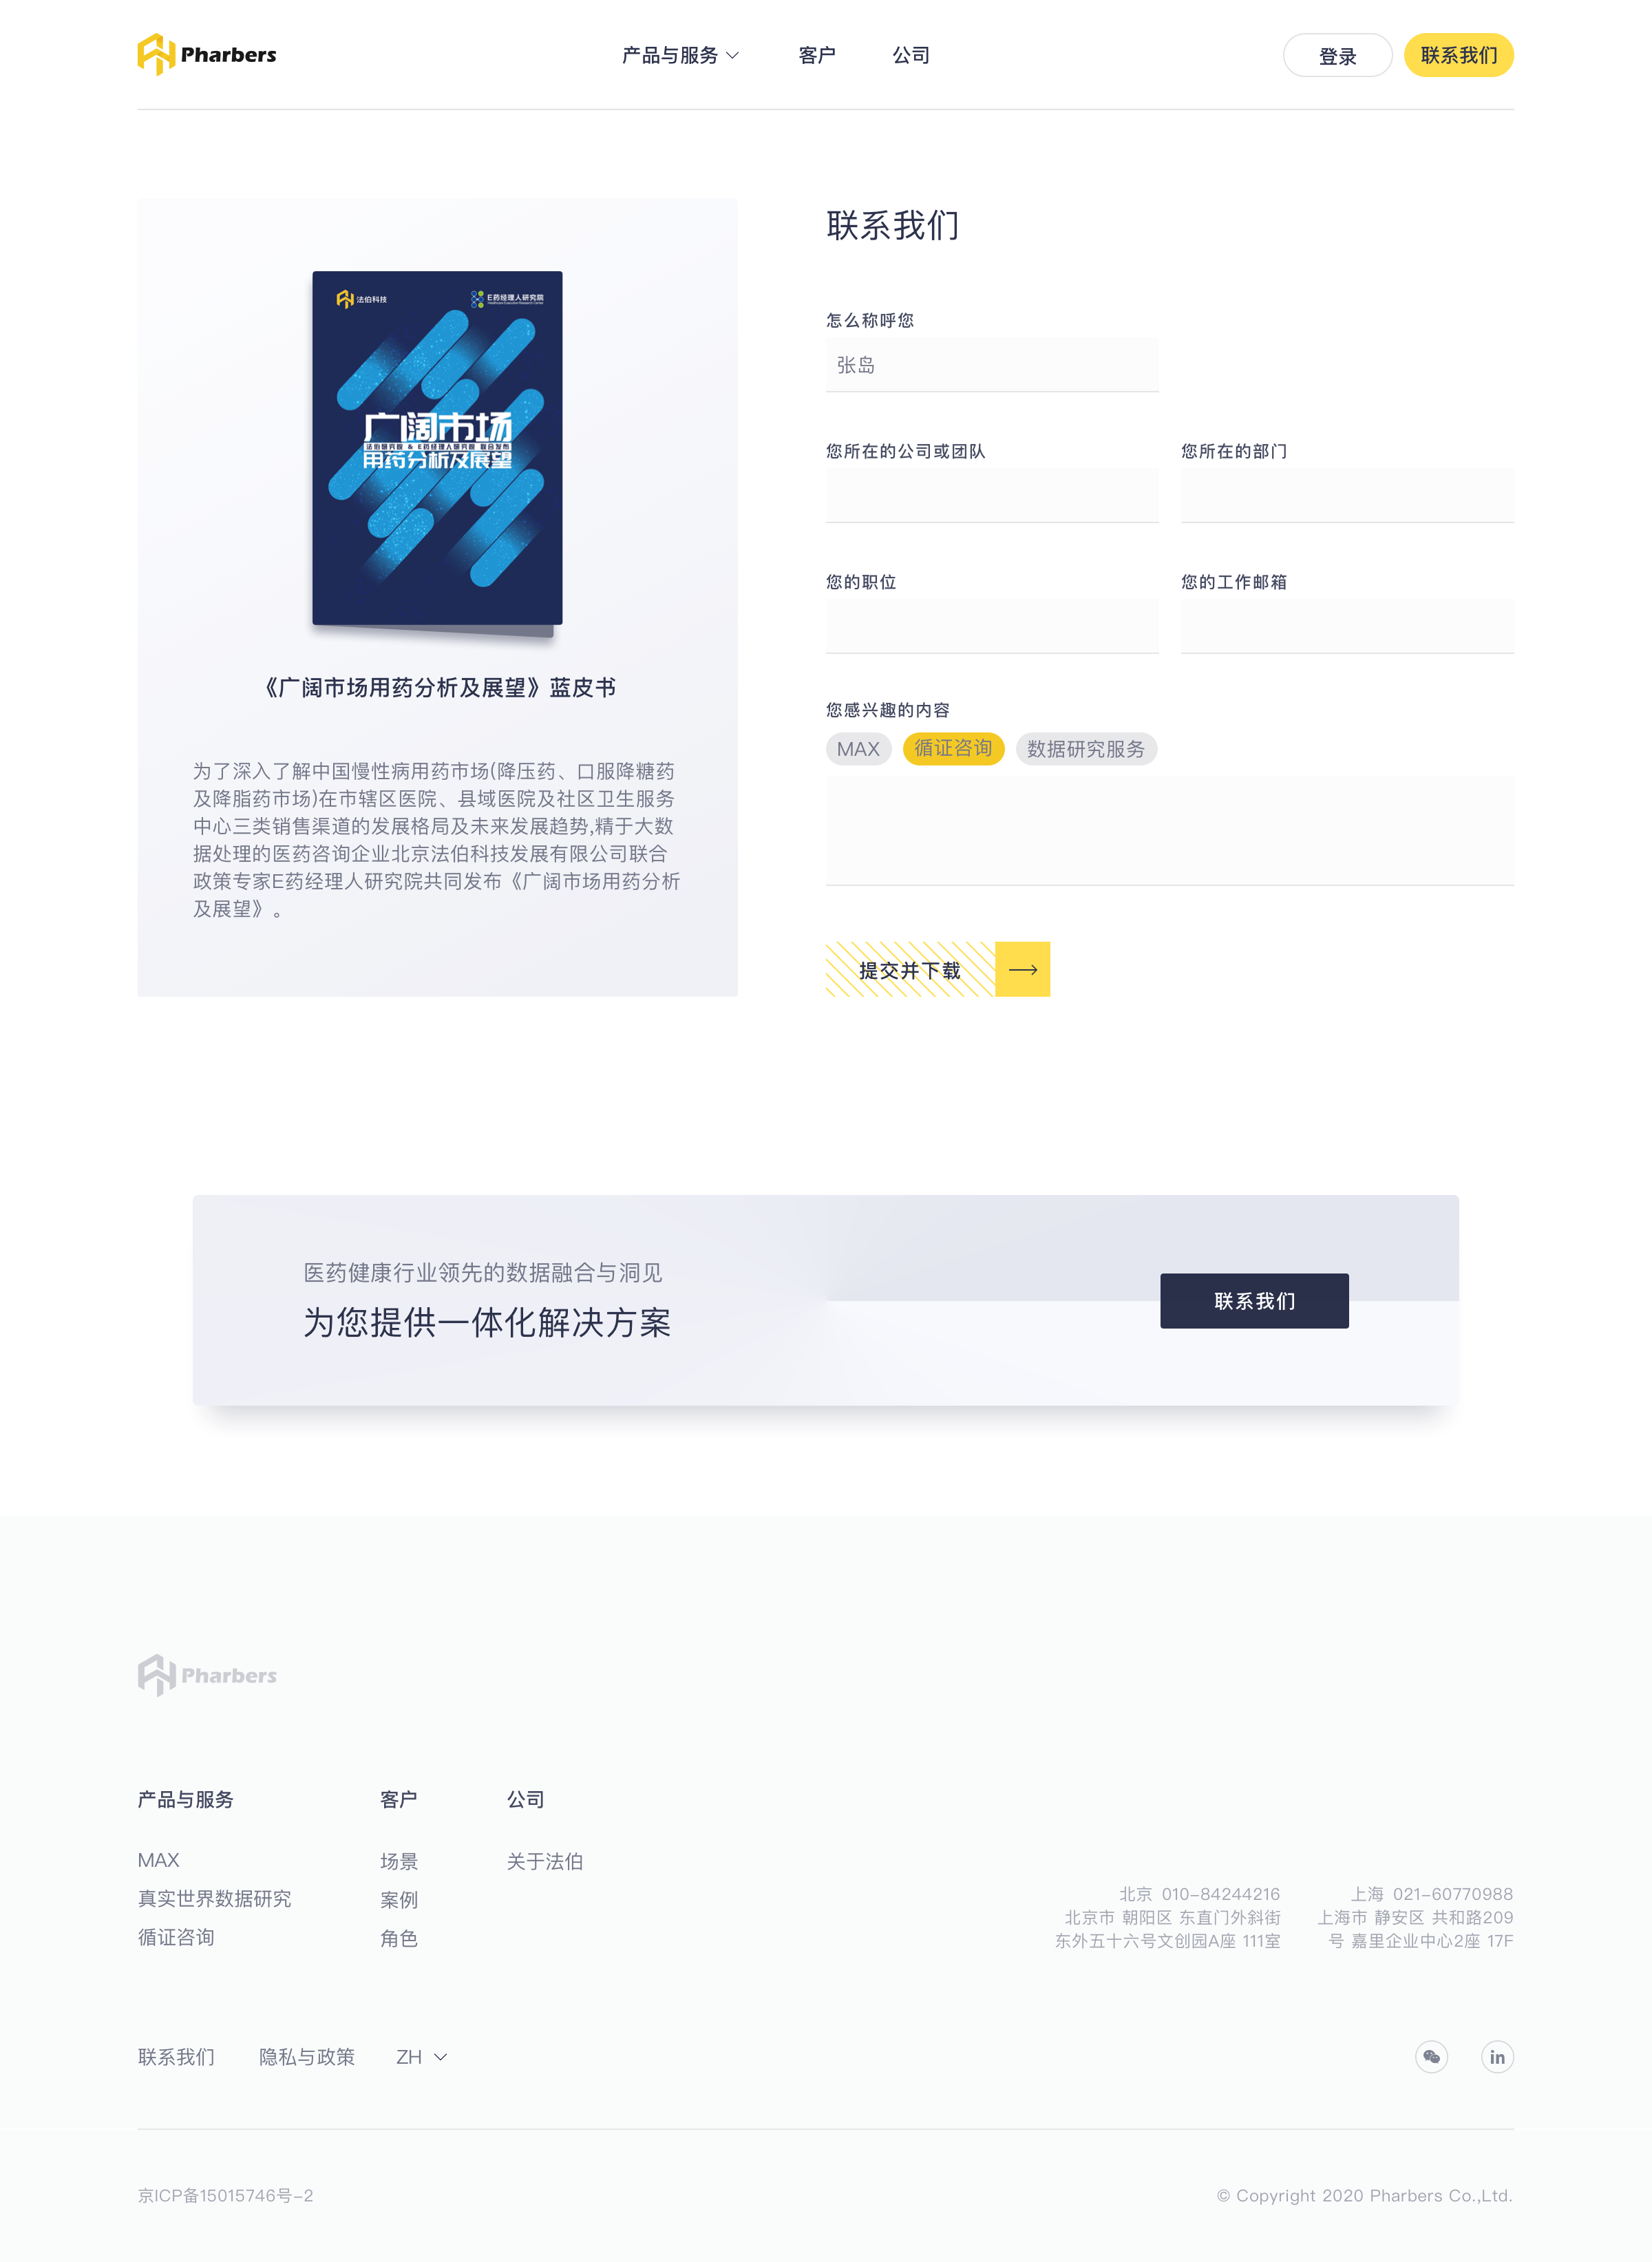 Pharbers
产品与服务
客户
公司
登录
联系我们
法伯科技
E药经理人研究院
Healthcare Executive Research Center
广阔市场
法伯研究院 & E药经理人研究院 联合发布
用药分析及展望
《广阔市场用药分析及展望》蓝皮书
为了深入了解中国慢性病用药市场(降压药、口服降糖药
及降脂药市场)在市辖区医院、县域医院及社区卫生服务
中心三类销售渠道的发展格局及未来发展趋势,精于大数
据处理的医药咨询企业北京法伯科技发展有限公司联合
政策专家E药经理人研究院共同发布《广阔市场用药分析
及展望》。
联系我们
怎么称呼您
张岛
您所在的公司或团队
您所在的部门
您的职位
您的工作邮箱
您感兴趣的内容
MAX
循证咨询
数据研究服务
提交并下载
医药健康行业领先的数据融合与洞见
为您提供一体化解决方案
联系我们
Pharbers
产品与服务
MAX
真实世界数据研究
循证咨询
客户
场景
案例
角色
公司
关于法伯
北京 010-84244216
北京市 朝阳区 东直门外斜街
东外五十六号文创园A座 111室
上海 021-60770988
上海市 静安区 共和路209
号 嘉里企业中心2座 17F
联系我们
隐私与政策
ZH
in
京ICP备15015746号-2
© Copyright 2020 Pharbers Co.,Ltd.